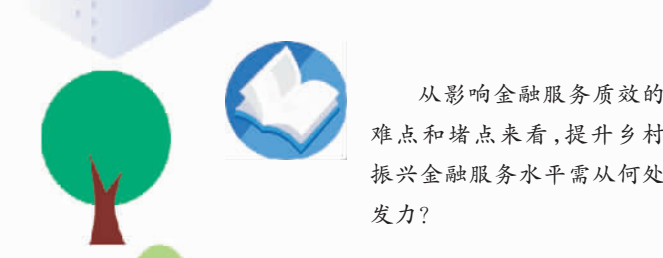 从影响金融服务质效的
难点和堵点来看,提升乡村
振兴金融服务水平需从何处
发力?